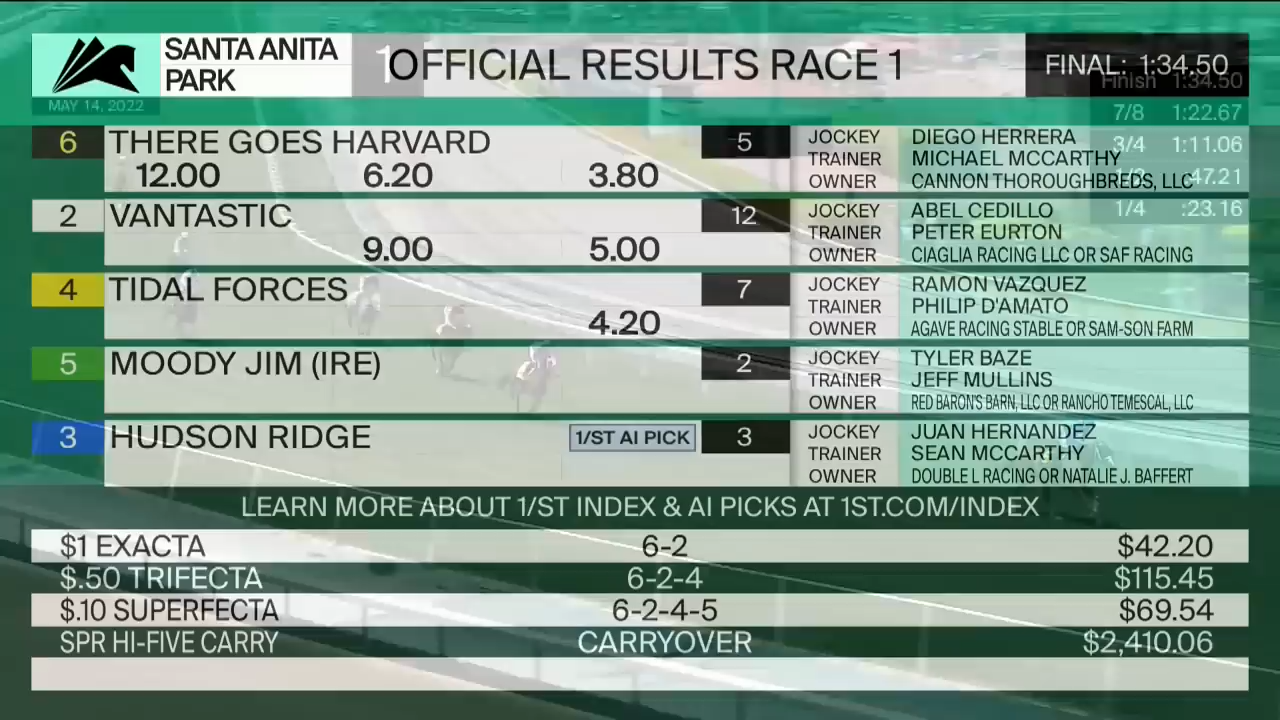 SANTA ANITA PARK
1 OFFICIAL RESULTS RACE 1
FINAL: 1:34.50
Finish 1:34.50
MAY 14, 2022
7/8 1:22.67
3/4 1:11.06
47.21
1/4 :23.16
6 THERE GOES HARVARD 5
12.00 6.20 3.80
JOCKEY DIEGO HERRERA
TRAINER MICHAEL MCCARTHY
OWNER CANNON THOROUGHBREDS, LLC
2 VANTASTIC 12
9.00 5.00
JOCKEY ABEL CEDILLO
TRAINER PETER EURTON
OWNER CIAGLIA RACING LLC OR SAF RACING
4 TIDAL FORCES 7
4.20
JOCKEY RAMON VAZQUEZ
TRAINER PHILIP D'AMATO
OWNER AGAVE RACING STABLE OR SAM-SON FARM
5 MOODY JIM (IRE) 2
JOCKEY TYLER BAZE
TRAINER JEFF MULLINS
OWNER RED BARON'S BARN, LLC OR RANCHO TEMESCAL, LLC
3 HUDSON RIDGE 1/ST AI PICK 3
JOCKEY JUAN HERNANDEZ
TRAINER SEAN MCCARTHY
OWNER DOUBLE L RACING OR NATALIE J. BAFFERT
LEARN MORE ABOUT 1/ST INDEX & AI PICKS AT 1ST.COM/INDEX
$1 EXACTA 6-2 $42.20
$.50 TRIFECTA 6-2-4 $115.45
$.10 SUPERFECTA 6-2-4-5 $69.54
SPR HI-FIVE CARRY CARRYOVER $2,410.06